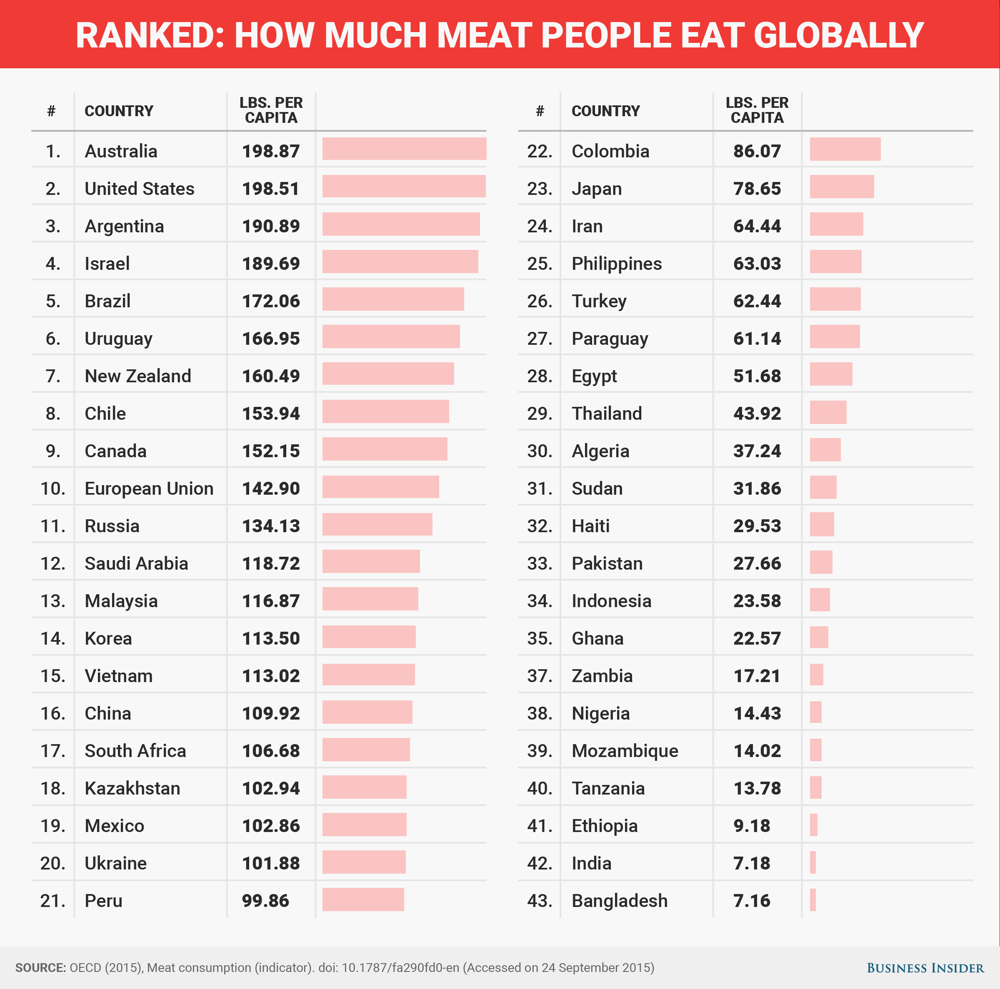 RANKED: HOW MUCH MEAT PEOPLE EAT GLOBALLY
# COUNTRY LBS. PER CAPITA
1. Australia 198.87
2. United States 198.51
3. Argentina 190.89
4. Israel 189.69
5. Brazil 172.06
6. Uruguay 166.95
7. New Zealand 160.49
8. Chile 153.94
9. Canada 152.15
10. European Union 142.90
11. Russia 134.13
12. Saudi Arabia 118.72
13. Malaysia 116.87
14. Korea 113.50
15. Vietnam 113.02
16. China 109.92
17. South Africa 106.68
18. Kazakhstan 102.94
19. Mexico 102.86
20. Ukraine 101.88
21. Peru 99.86
# COUNTRY LBS. PER CAPITA
22. Colombia 86.07
23. Japan 78.65
24. Iran 64.44
25. Philippines 63.03
26. Turkey 62.44
27. Paraguay 61.14
28. Egypt 51.68
29. Thailand 43.92
30. Algeria 37.24
31. Sudan 31.86
32. Haiti 29.53
33. Pakistan 27.66
34. Indonesia 23.58
35. Ghana 22.57
37. Zambia 17.21
38. Nigeria 14.43
39. Mozambique 14.02
40. Tanzania 13.78
41. Ethiopia 9.18
42. India 7.18
43. Bangladesh 7.16
SOURCE: OECD (2015), Meat consumption (indicator). doi: 10.1787/fa290fd0-en (Accessed on 24 September 2015)
BUSINESS INSIDER